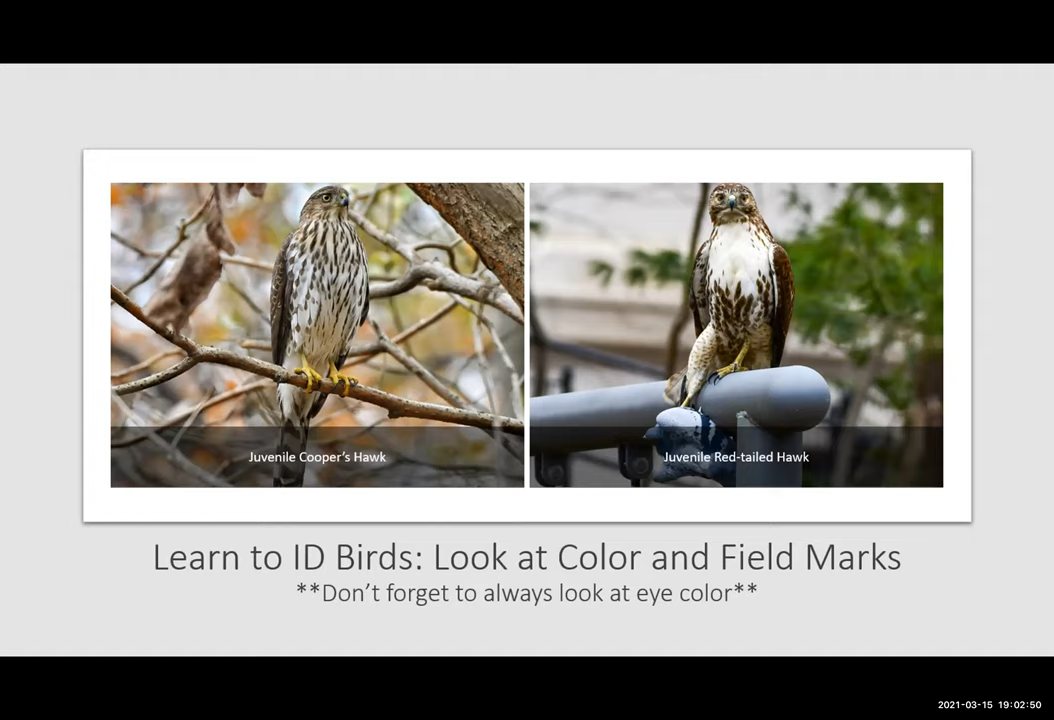 Juvenile Cooper's Hawk
Juvenile Red-tailed Hawk
Learn to ID Birds: Look at Color and Field Marks
**Don't forget to always look at eye color**
2021-03-15 19:02:50